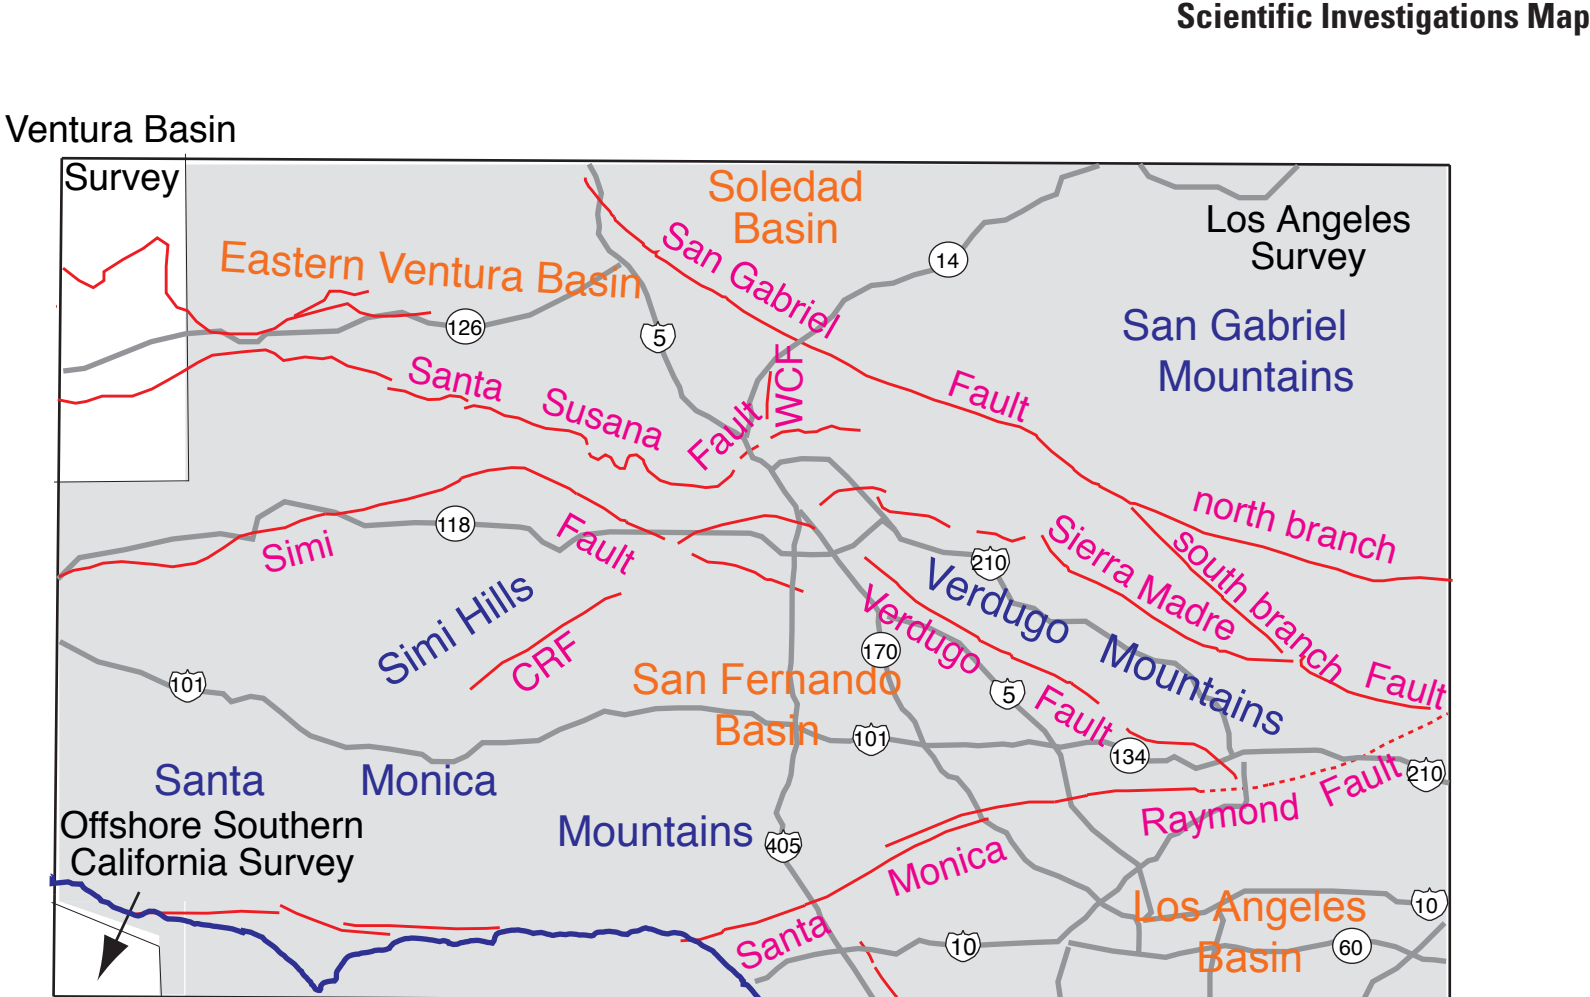 Scientific Investigations Map
Ventura Basin
Survey
Soledad
Basin
Los Angeles
Survey
Eastern Ventura Basin
San Gabriel
14
126
5
San Gabriel
Mountains
WCF
Santa
Susana
Fault
Fault
north branch
118
Simi
Fault
Sierra Madre
south branch
210
Verdugo
Mountains
Simi Hills
CRF
Verdugo
170
101
San Fernando
Basin
5
Fault
Fault
101
134
210
Santa
Monica
Mountains
Raymond
Fault
Offshore Southern
California Survey
405
Monica
Santa
Los Angeles
Basin
10
10
60